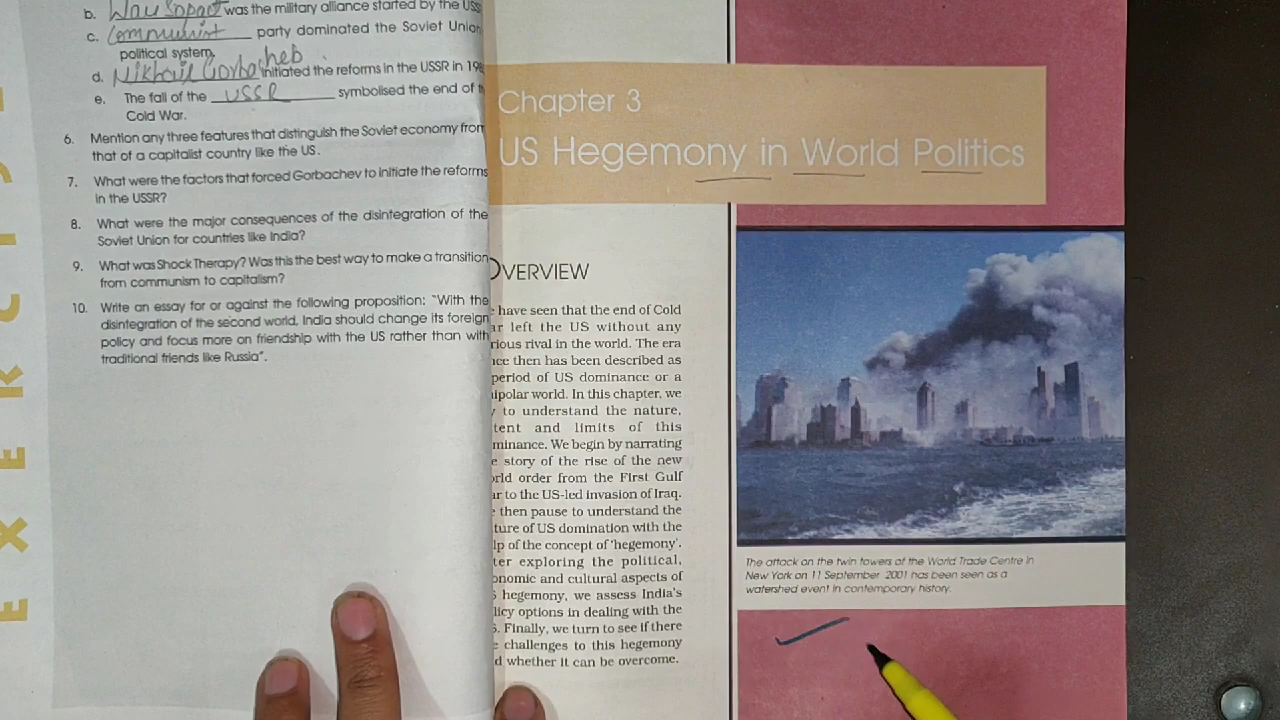 b. Wausapact was the military alliance started by the USS
c. Communist party dominated the Soviet Union
political system.
d. Nikhail Gorbacheb initiated the reforms in the USSR in 198
e. The fall of the USSR symbolised the end of th
Cold War.
6. Mention any three features that distinguish the Soviet economy from
that of a capitalist country like the US.
7. What were the factors that forced Gorbachev to initiate the reforms
in the USSR?
8. What were the major consequences of the disintegration of the
Soviet Union for countries like India?
9. What was Shock Therapy? Was this the best way to make a transition
from communism to capitalism?
10. Write an essay for or against the following proposition: “With the
disintegration of the second world, India should change its foreign
policy and focus more on friendship with the US rather than with
traditional friends like Russia”.
EXERCISE
Chapter 3
US Hegemony in World Politics
OVERVIEW
e have seen that the end of Cold
ar left the US without any
rious rival in the world. The era
nce then has been described as
period of US dominance or a
nipolar world. In this chapter, we
y to understand the nature,
tent and limits of this
minance. We begin by narrating
e story of the rise of the new
orld order from the First Gulf
ar to the US-led invasion of Iraq.
e then pause to understand the
ture of US domination with the
lp of the concept of ‘hegemony’.
ter exploring the political,
onomic and cultural aspects of
S hegemony, we assess India’s
licy options in dealing with the
S. Finally, we turn to see if there
e challenges to this hegemony
d whether it can be overcome.
The attack on the twin towers of the World Trade Centre in
New York on 11 September 2001 has been seen as a
watershed event in contemporary history.